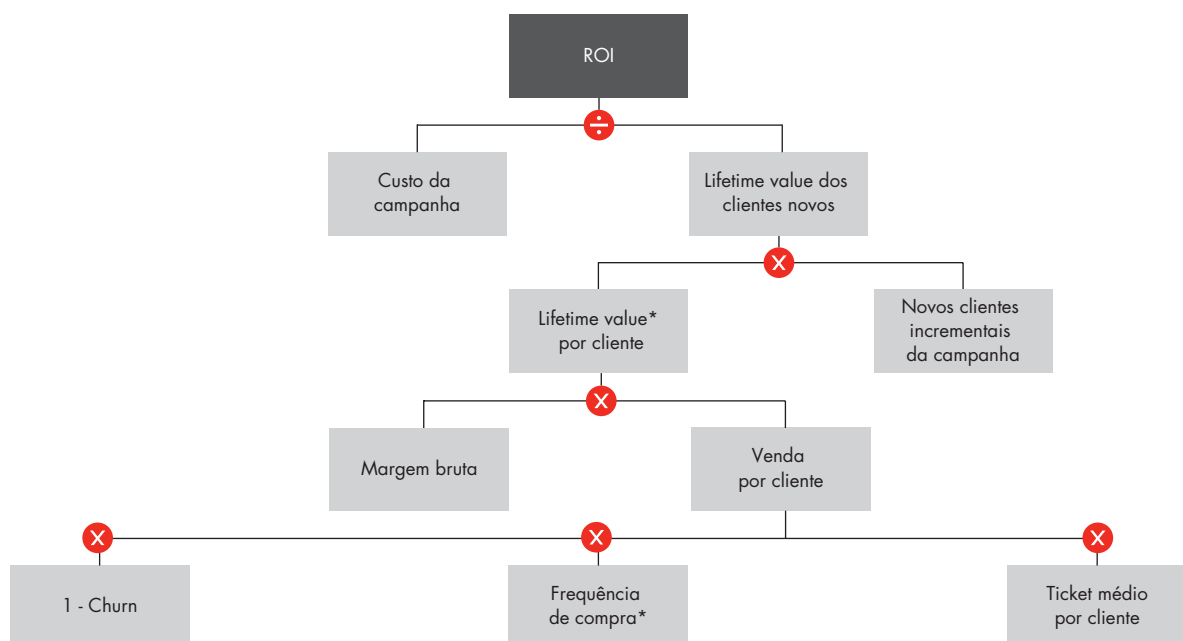 ROI
÷
Custo da
campanha
Lifetime value dos
clientes novos
X
Lifetime value*
por cliente
Novos clientes
incrementais
da campanha
X
Margem bruta
Venda
por cliente
X
X
X
1 - Churn
Frequência
de compra*
Ticket médio
por cliente